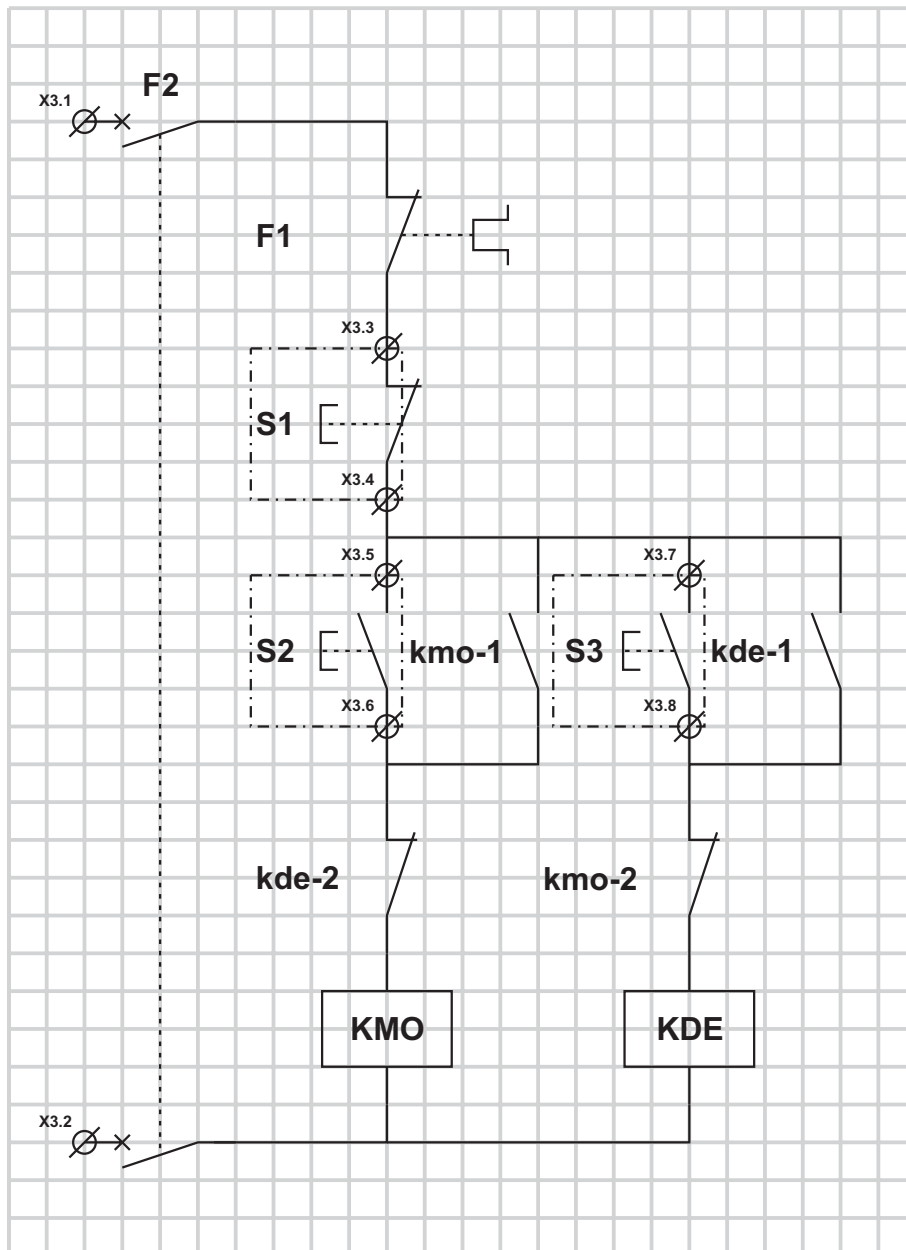 F2
X3.1
F1
X3.3
S1
X3.4
X3.5
X3.7
S2
kmo-1
S3
kde-1
X3.6
X3.8
kde-2
kmo-2
KMO
KDE
X3.2